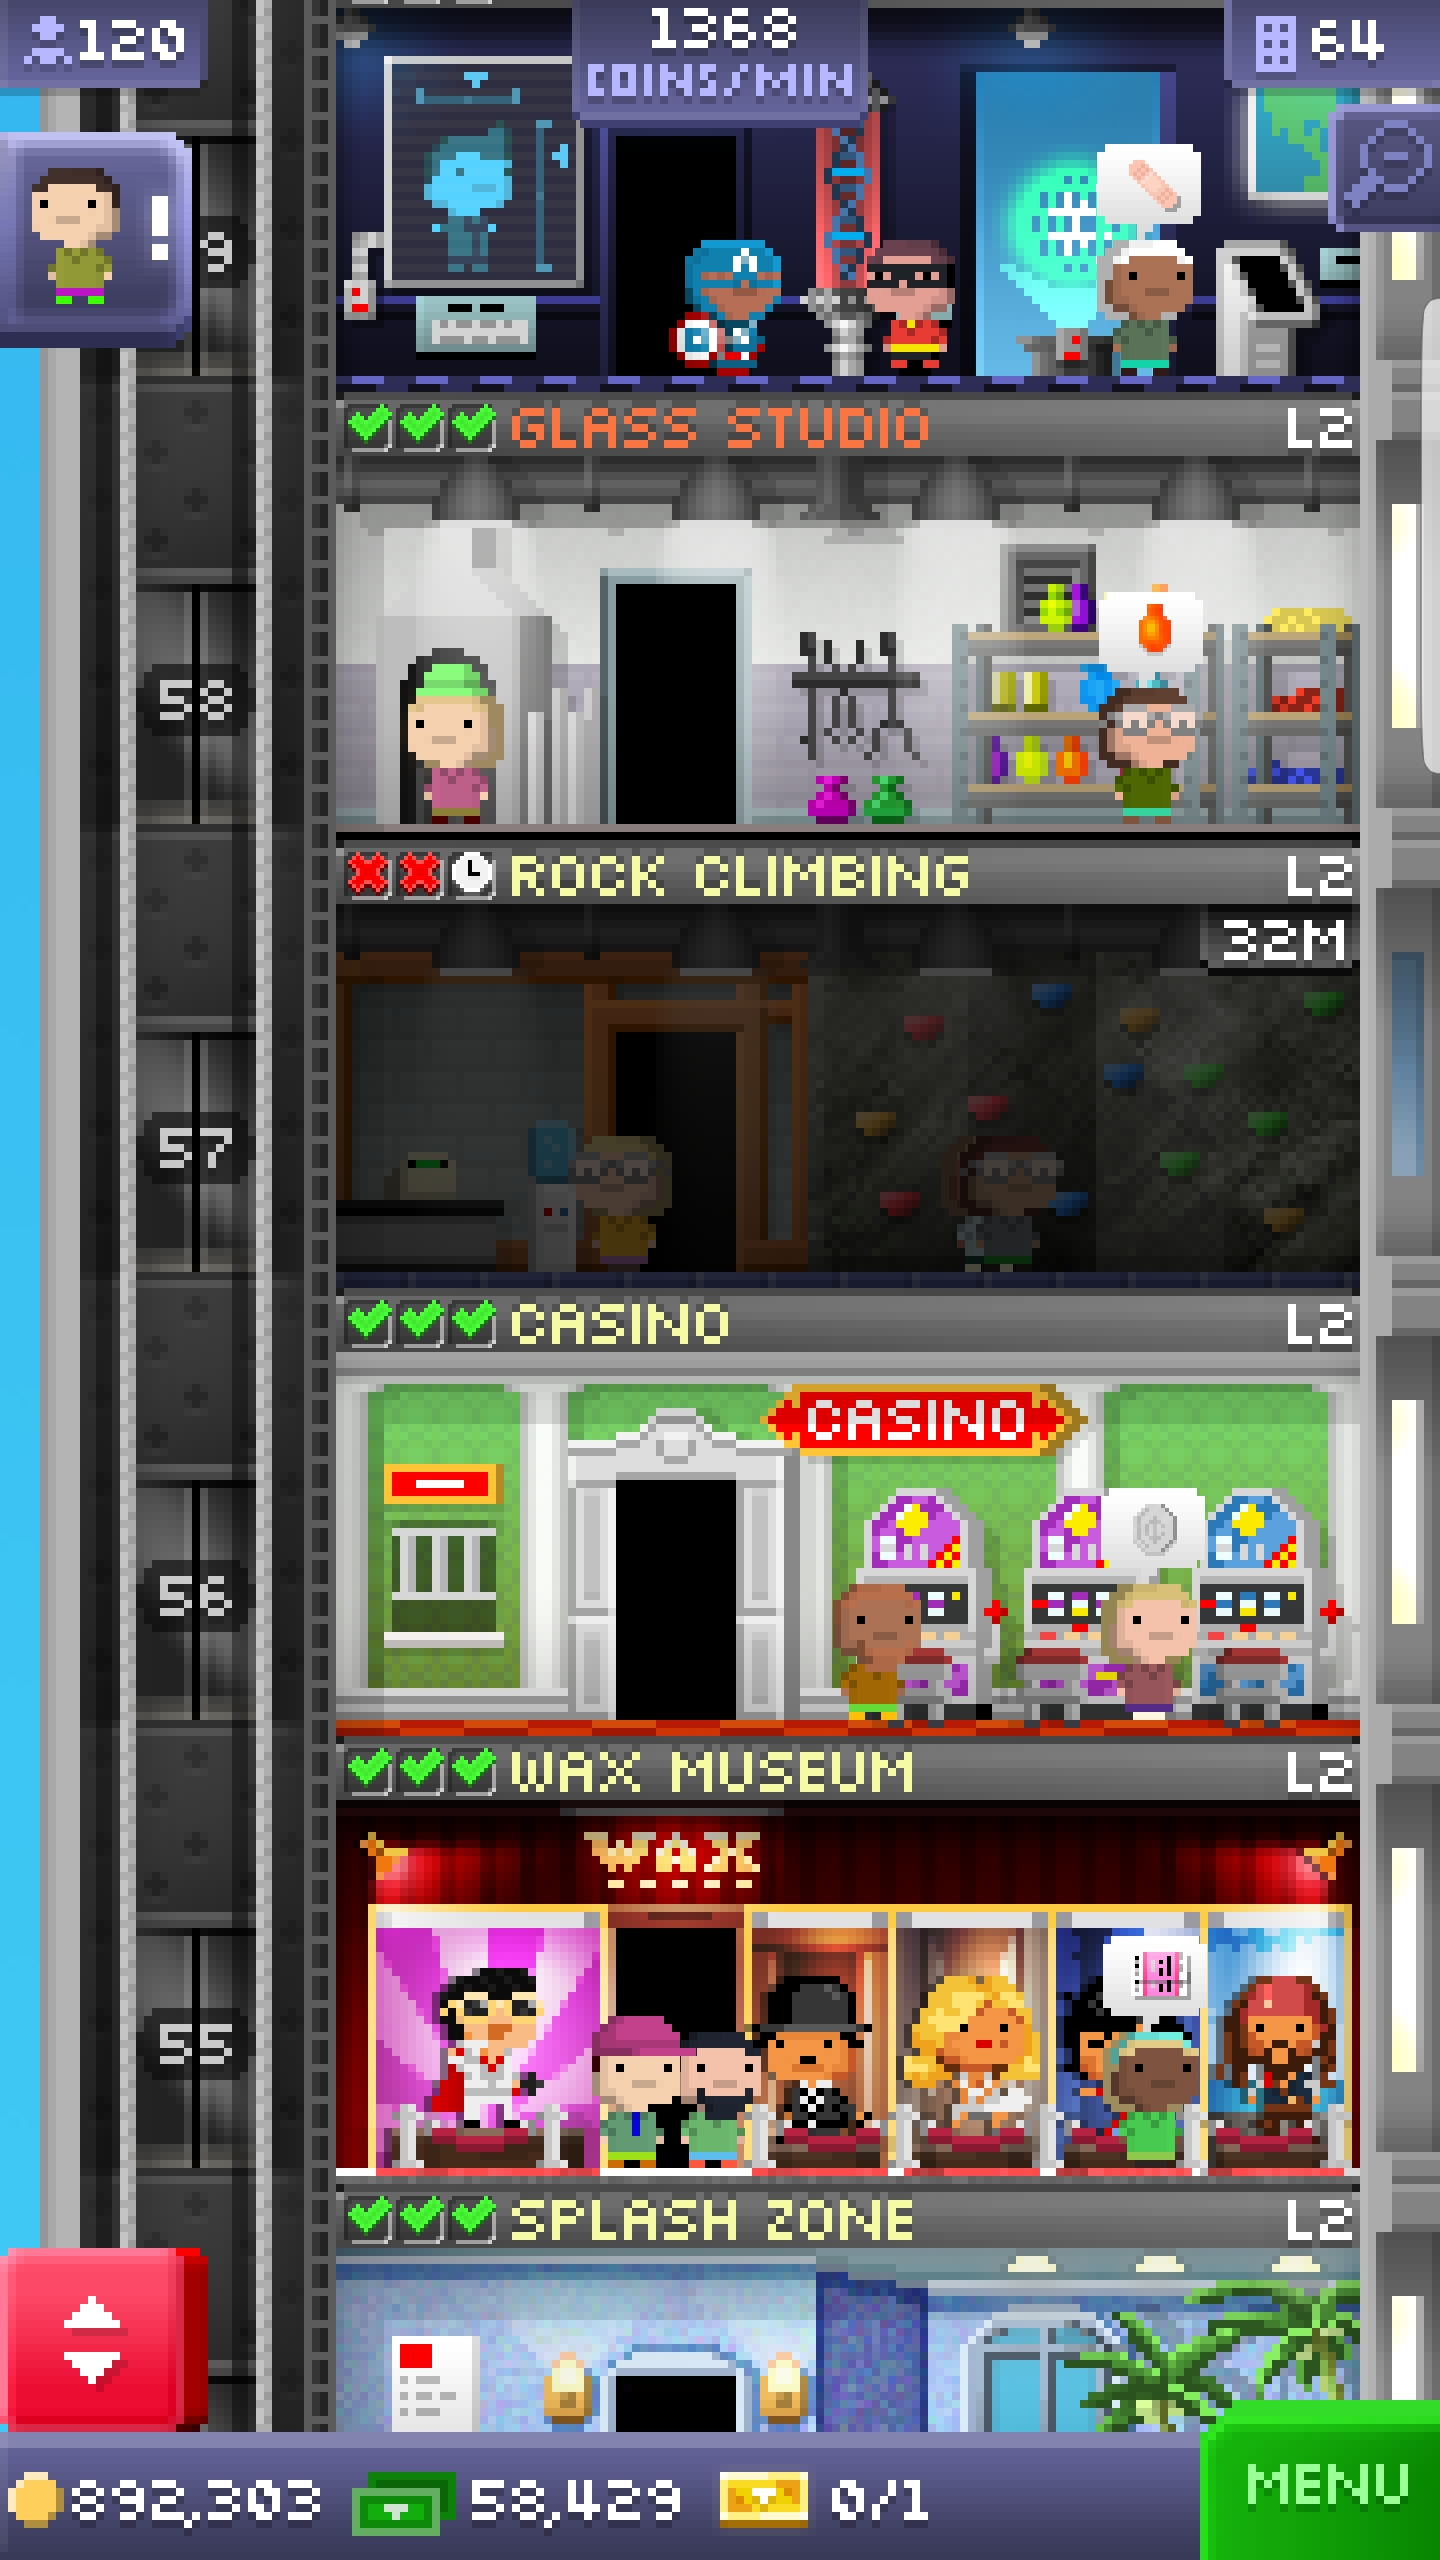 120
1368
COINS/MIN
64
!
9
GLASS STUDIO
L2
58
ROCK CLIMBING
L2
32M
57
CASINO
L2
CASINO
56
WAX MUSEUM
L2
WAX
55
SPLASH ZONE
L2
892,303
58,429
0/1
MENU